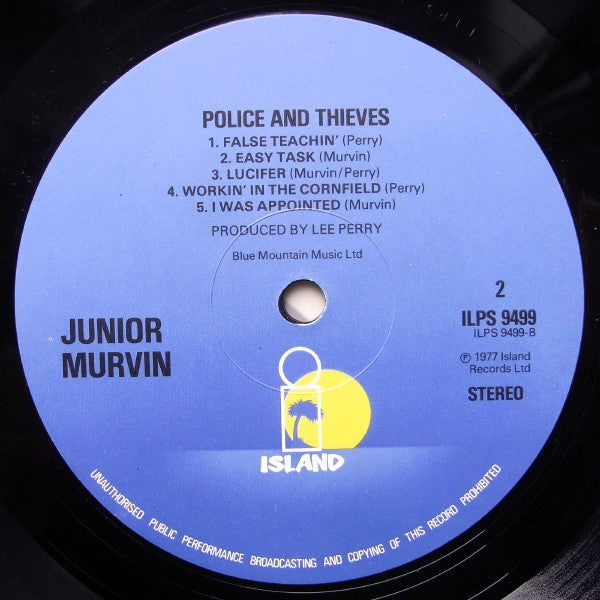 POLICE AND THIEVES
1. FALSE TEACHIN' (Perry)
2. EASY TASK (Murvin)
3. LUCIFER (Murvin/Perry)
4. WORKIN' IN THE CORNFIELD (Perry)
5. I WAS APPOINTED (Murvin)
PRODUCED BY LEE PERRY
Blue Mountain Music Ltd
JUNIOR
MURVIN
2
ILPS 9499
ILPS 9499-B
℗ 1977 Island
Records Ltd
STEREO
ISLAND
UNAUTHORISED PUBLIC PERFORMANCE BROADCASTING AND COPYING OF THIS RECORD PROHIBITED